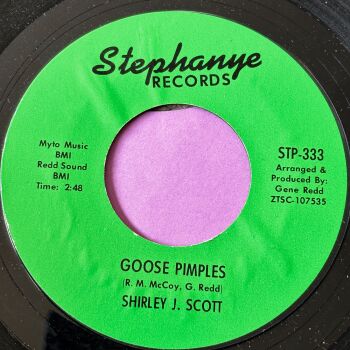 Stephanye
RECORDS
Myto Music
BMI
Redd Sound
BMI
Time: 2:48
STP-333
Arranged &
Produced By:
Gene Redd
ZTSC-107535
GOOSE PIMPLES
(R. M. McCoy, G. Redd)
SHIRLEY J. SCOTT